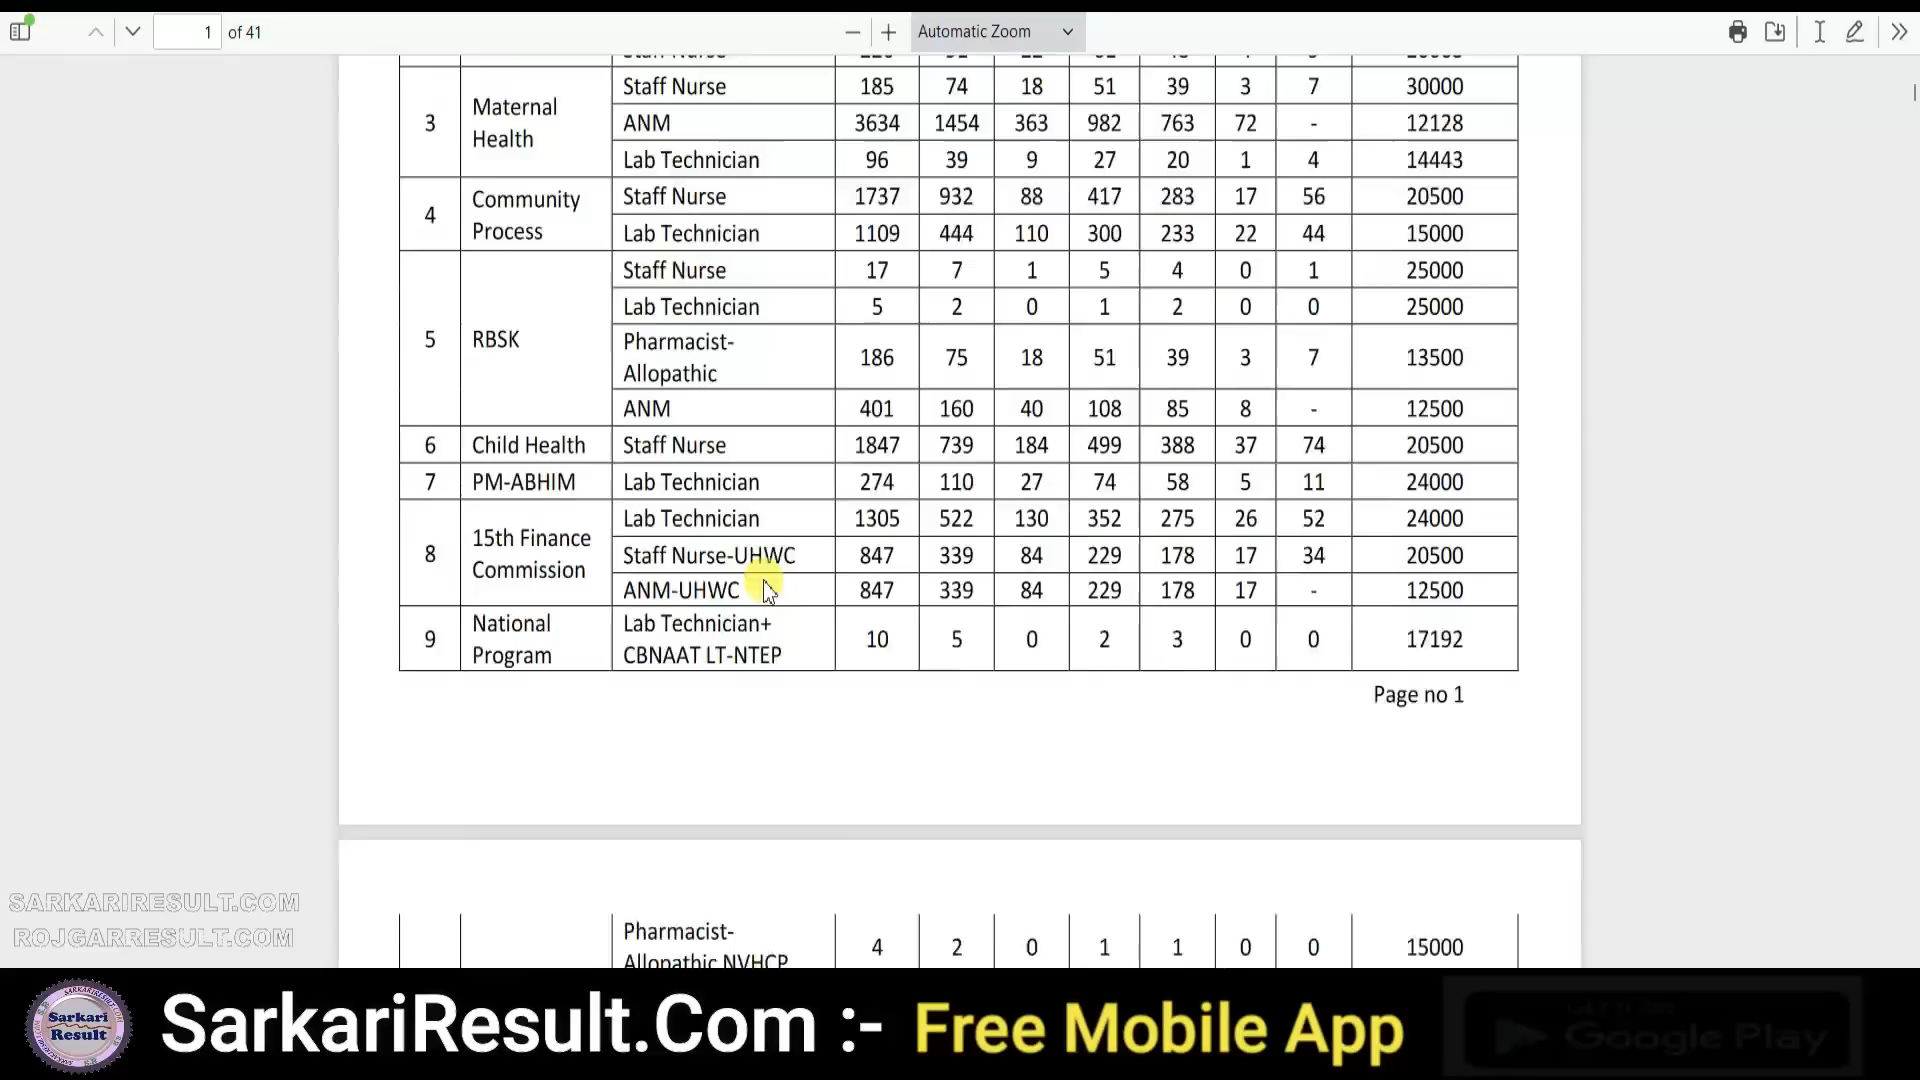 1 of 41
Automatic Zoom
3 Maternal Health Staff Nurse 185 74 18 51 39 3 7 30000
ANM 3634 1454 363 982 763 72 - 12128
Lab Technician 96 39 9 27 20 1 4 14443
4 Community Process Staff Nurse 1737 932 88 417 283 17 56 20500
Lab Technician 1109 444 110 300 233 22 44 15000
5 RBSK Staff Nurse 17 7 1 5 4 0 1 25000
Lab Technician 5 2 0 1 2 0 0 25000
Pharmacist-
Allopathic 186 75 18 51 39 3 7 13500
ANM 401 160 40 108 85 8 - 12500
6 Child Health Staff Nurse 1847 739 184 499 388 37 74 20500
7 PM-ABHIM Lab Technician 274 110 27 74 58 5 11 24000
8 15th Finance Commission Lab Technician 1305 522 130 352 275 26 52 24000
Staff Nurse-UHWC 847 339 84 229 178 17 34 20500
ANM-UHWC 847 339 84 229 178 17 - 12500
9 National Program Lab Technician+
CBNAAT LT-NTEP 10 5 0 2 3 0 0 17192
Page no 1
Pharmacist-
Allopathic NVHCP 4 2 0 1 1 0 0 15000
SARKARIRESULT.COM
ROJGARRESULT.COM
Sarkari
Result
SarkariResult.Com :- Free Mobile App
Google Play